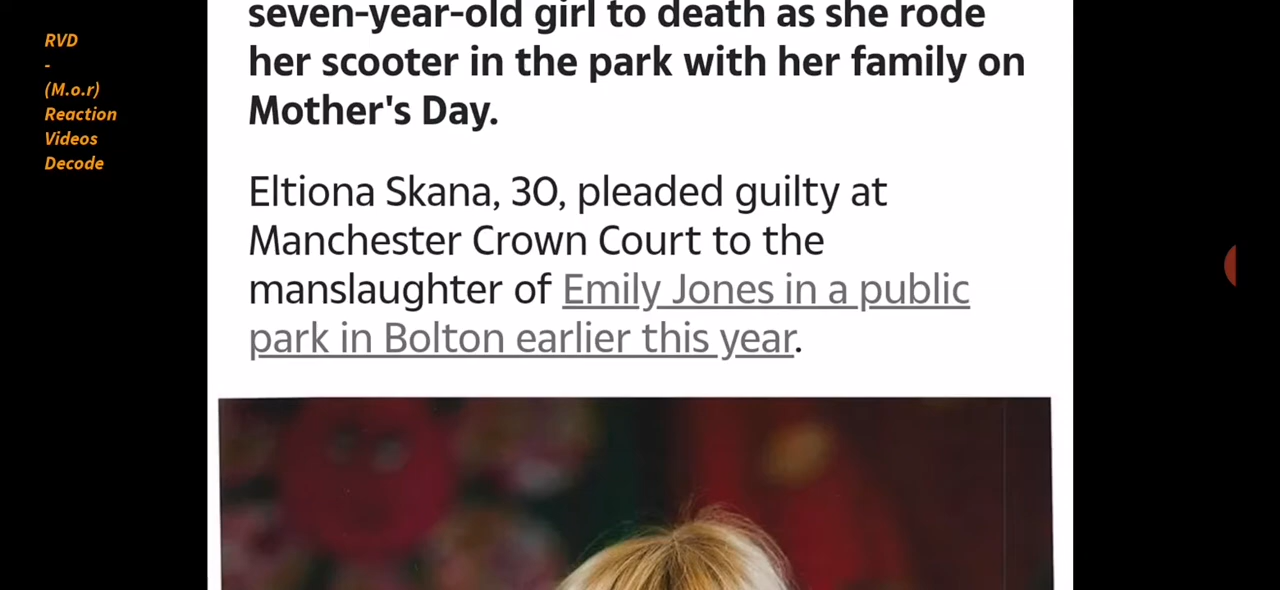 RVD
-
(M.o.r)
Reaction
Videos
Decode
seven-year-old girl to death as she rode
her scooter in the park with her family on
Mother's Day.
Eltiona Skana, 30, pleaded guilty at
Manchester Crown Court to the
manslaughter of Emily Jones in a public
park in Bolton earlier this year.